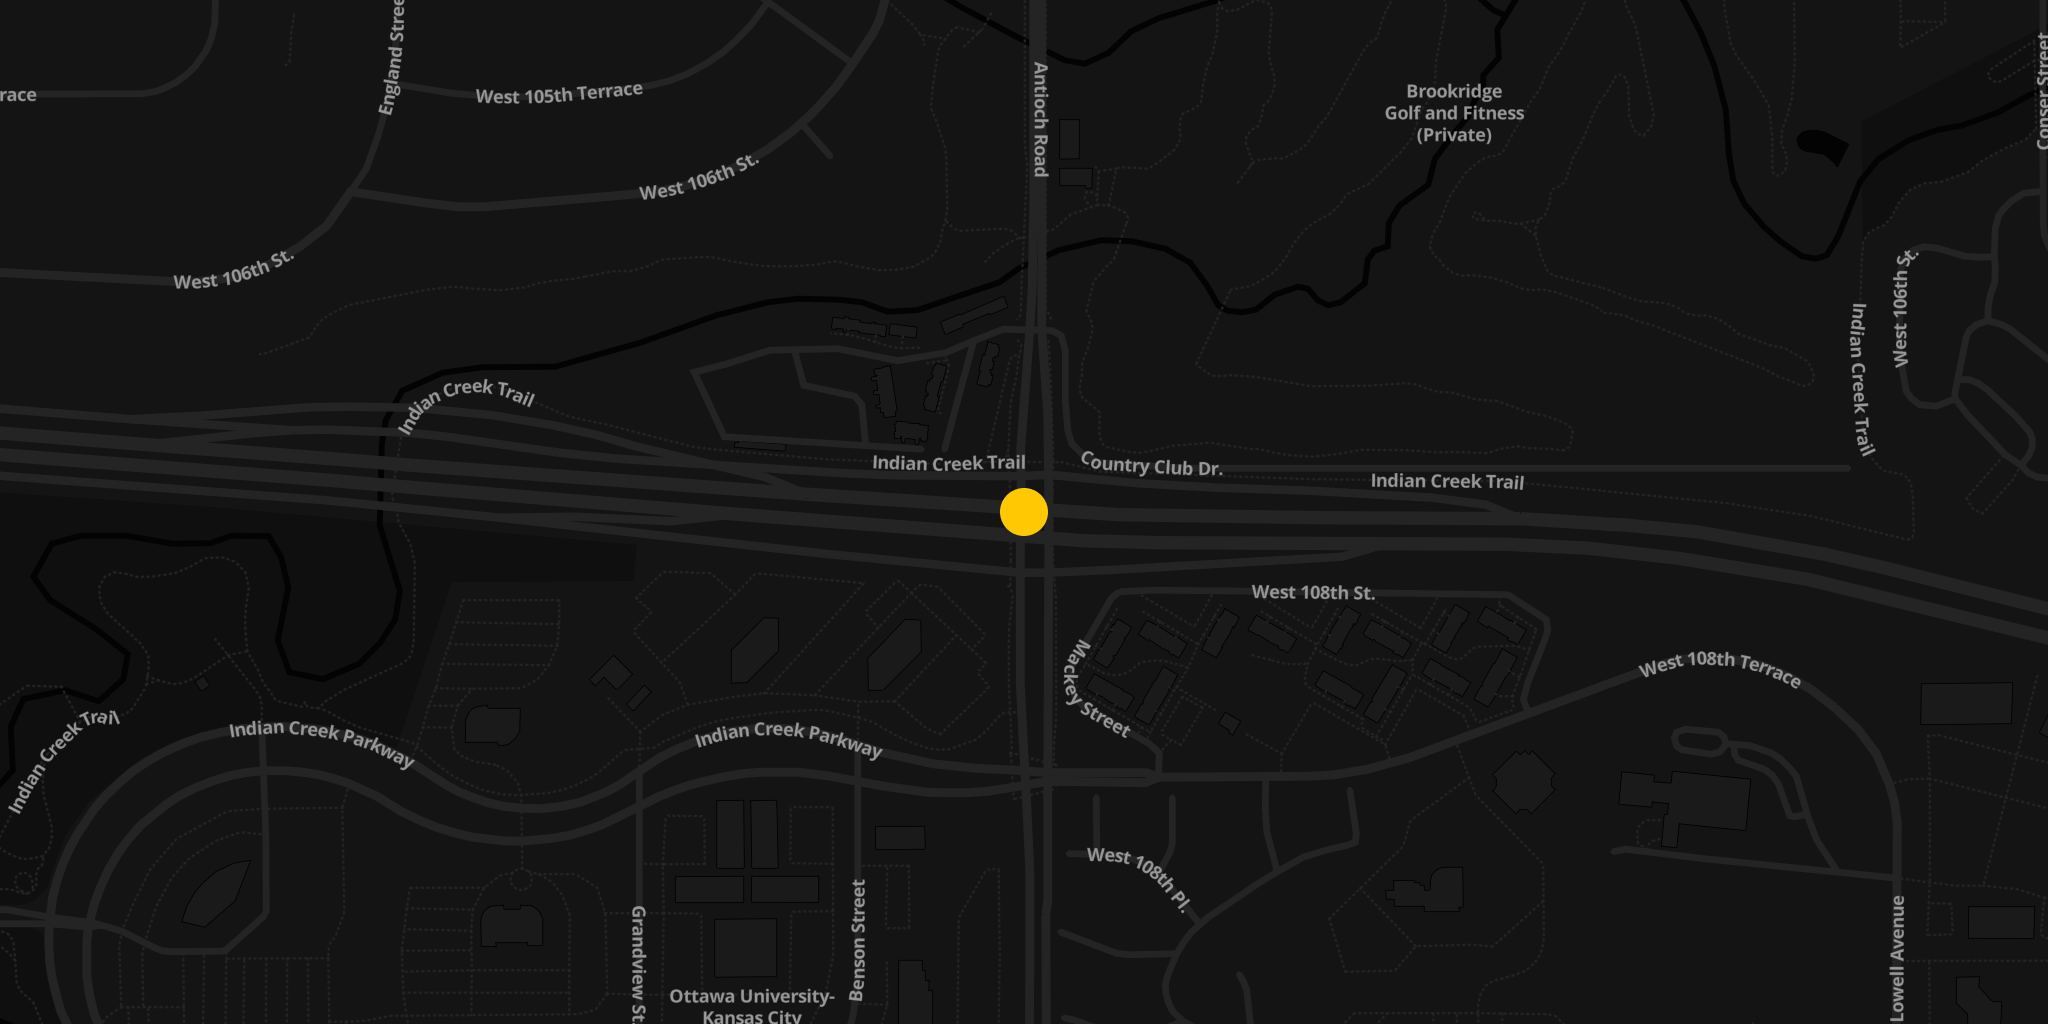 England Stree
West 105th Terrace
race
Antioch Road
Brookridge
Golf and Fitness
(Private)
Conser Street
West 106th St.
West 106th St.
West 106th St.
Indian Creek Trail
Indian Creek Trail
Indian Creek Trail
Country Club Dr.
Indian Creek Trail
West 108th St.
Mackey Street
West 108th Terrace
Indian Creek Trail
Indian Creek Parkway
Indian Creek Parkway
West 108th Pl.
Grandview St.
Benson Street
Lowell Avenue
Ottawa University-
Kansas City